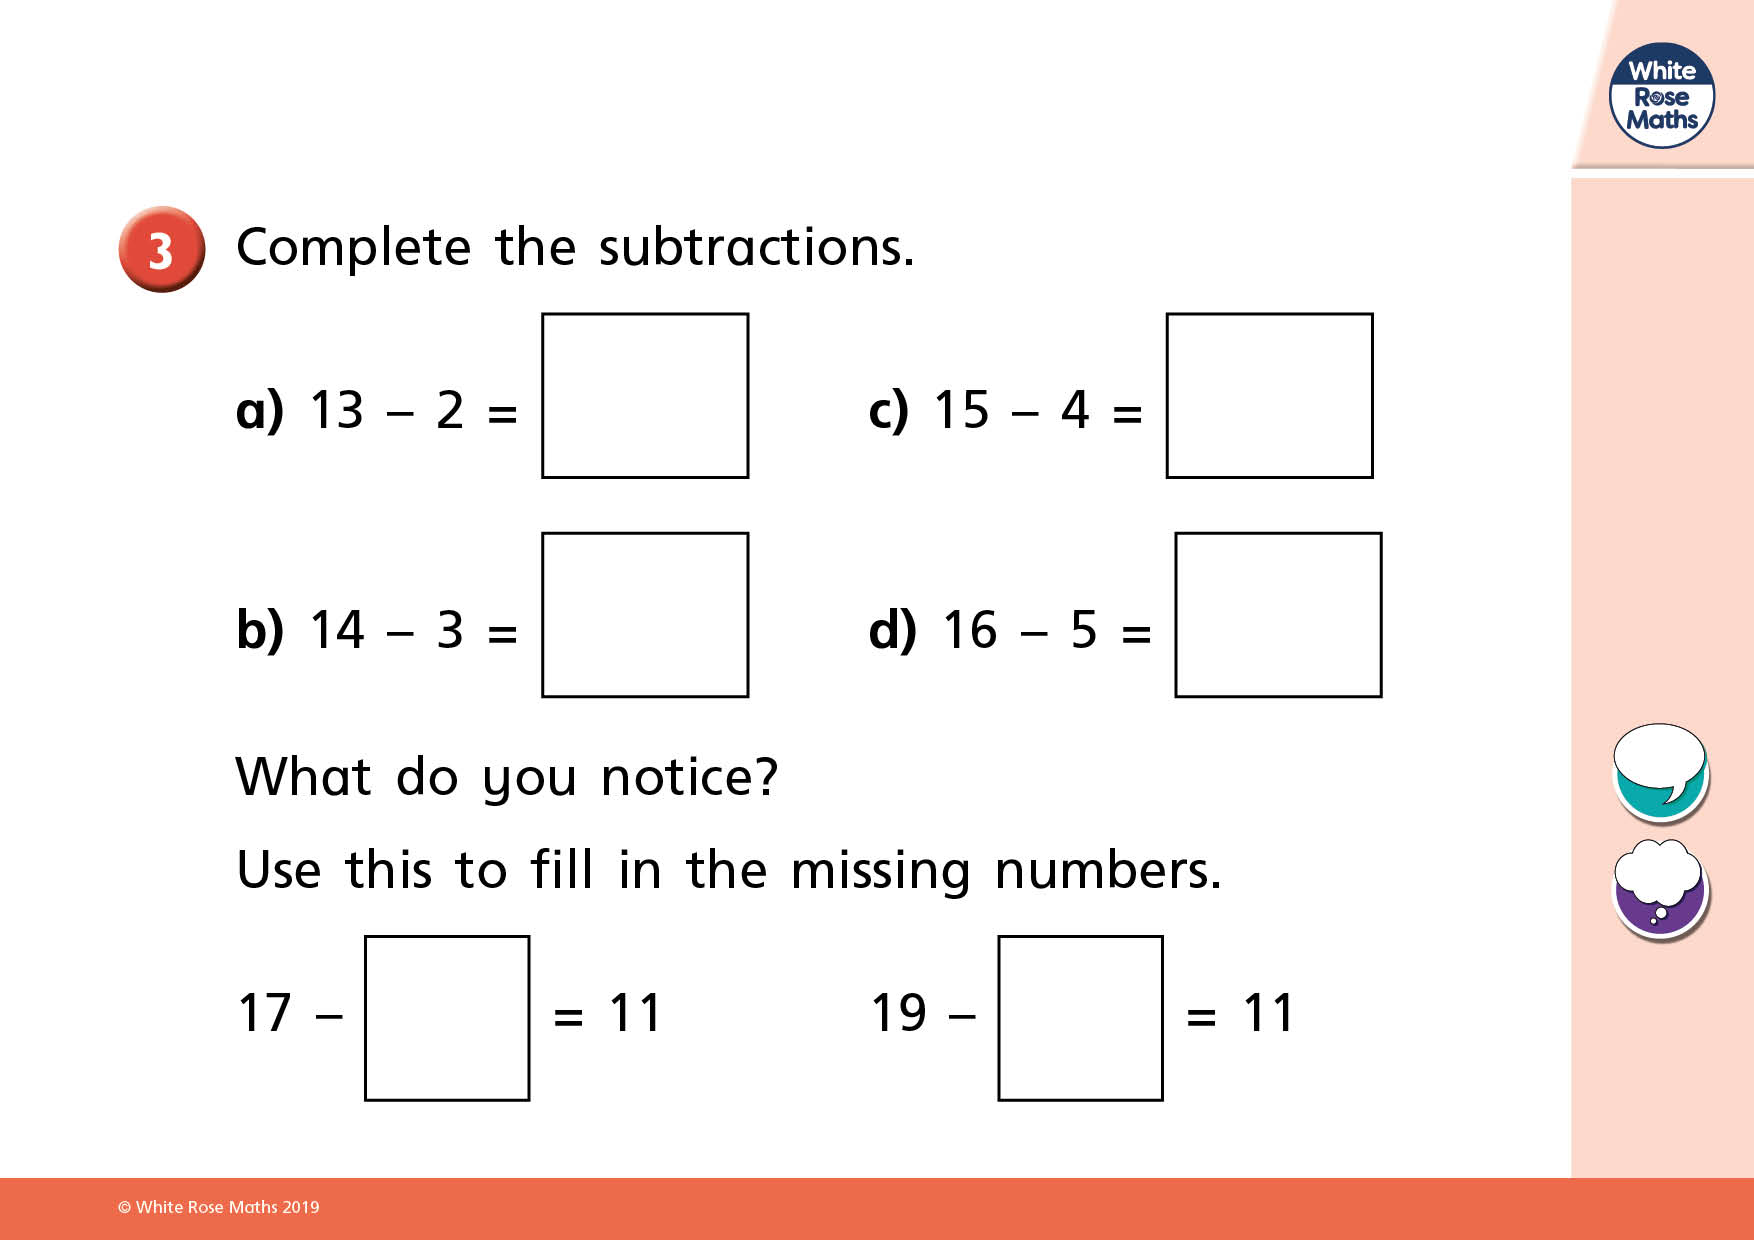 White
Rose
Maths
3 Complete the subtractions.
a) 13 – 2 =
c) 15 – 4 =
b) 14 – 3 =
d) 16 – 5 =
What do you notice?
Use this to fill in the missing numbers.
17 – = 11
19 – = 11
© White Rose Maths 2019